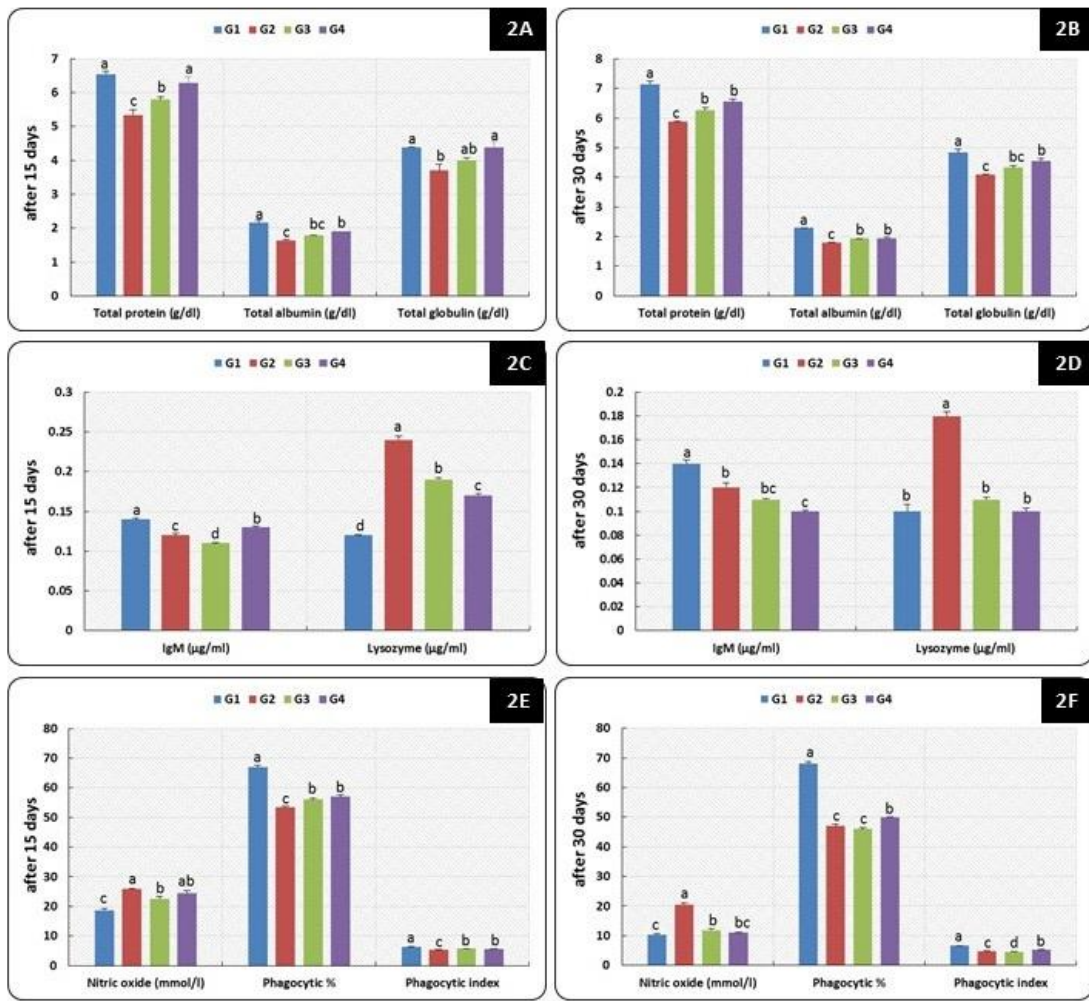 2A
G1 G2 G3 G4
after 15 days
7
6
5
4
3
2
1
0
a c b a
a c bc b
a b ab a
Total protein (g/dl) Total albumin (g/dl) Total globulin (g/dl)
2B
G1 G2 G3 G4
after 30 days
8
7
6
5
4
3
2
1
0
a c b b
a c b b
a c bc b
Total protein (g/dl) Total albumin (g/dl) Total globulin (g/dl)
2C
G1 G2 G3 G4
after 15 days
0.3
0.25
0.2
0.15
0.1
0.05
0
a c d b
d a b c
IgM (µg/ml) Lysozyme (µg/ml)
2D
G1 G2 G3 G4
after 30 days
0.2
0.18
0.16
0.14
0.12
0.1
0.08
0.06
0.04
0.02
0
a b bc c
b a b b
IgM (µg/ml) Lysozyme (µg/ml)
2E
G1 G2 G3 G4
after 15 days
80
70
60
50
40
30
20
10
0
c a b ab
a c b b
a c b b
Nitric oxide (mmol/l) Phagocytic % Phagocytic index
2F
G1 G2 G3 G4
after 30 days
80
70
60
50
40
30
20
10
0
c a b bc
a c c b
a c d b
Nitric oxide (mmol/l) Phagocytic % Phagocytic index